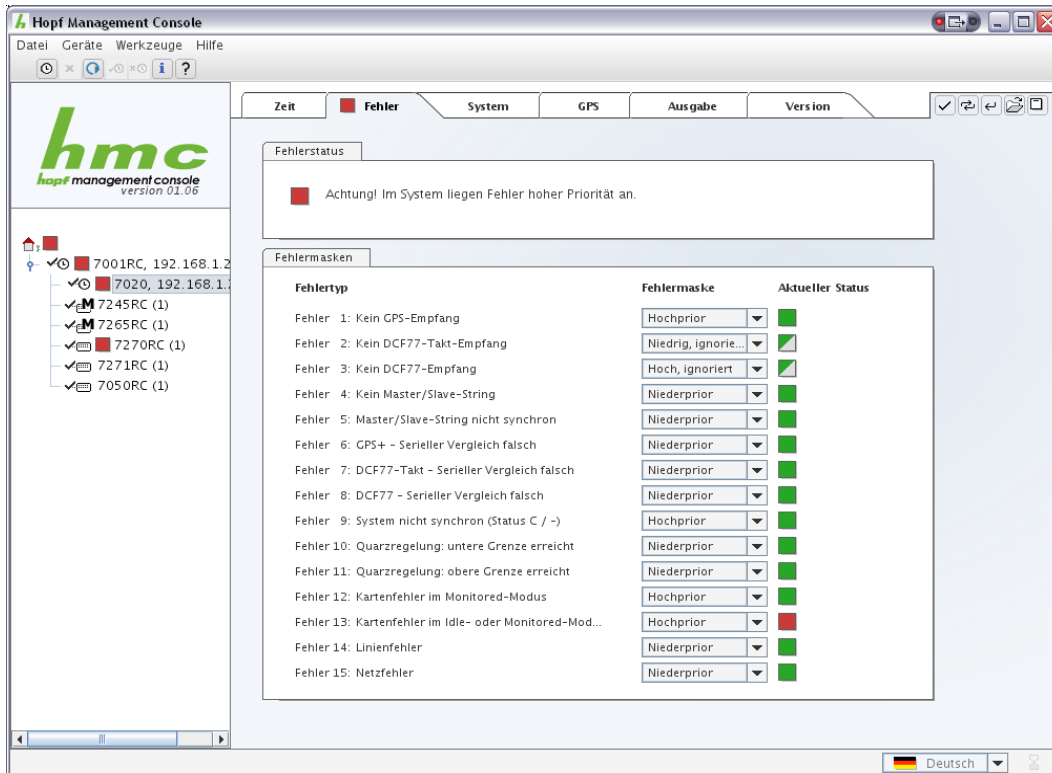 Hopf Management Console
Datei Geräte Werkzeuge Hilfe
hmc
hopf management console
version 01.06
7001RC, 192.168.1.2
7020, 192.168.1.
M 7245RC (1)
M 7265RC (1)
7270RC (1)
7271RC (1)
7050RC (1)
Zeit Fehler System GPS Ausgabe Version
Fehlerstatus
Achtung! Im System liegen Fehler hoher Priorität an.
Fehlermasken
Fehlertyp Fehlermaske Aktueller Status
Fehler 1: Kein GPS-Empfang Hochprior
Fehler 2: Kein DCF77-Takt-Empfang Niedrig, ignorie...
Fehler 3: Kein DCF77-Empfang Hoch, ignoriert
Fehler 4: Kein Master/Slave-String Niederprior
Fehler 5: Master/Slave-String nicht synchron Niederprior
Fehler 6: GPS+ - Serieller Vergleich falsch Niederprior
Fehler 7: DCF77-Takt - Serieller Vergleich falsch Niederprior
Fehler 8: DCF77 - Serieller Vergleich falsch Niederprior
Fehler 9: System nicht synchron (Status C / -) Hochprior
Fehler 10: Quarzregelung: untere Grenze erreicht Niederprior
Fehler 11: Quarzregelung: obere Grenze erreicht Niederprior
Fehler 12: Kartenfehler im Monitored-Modus Hochprior
Fehler 13: Kartenfehler im Idle- oder Monitored-Mod... Hochprior
Fehler 14: Linienfehler Niederprior
Fehler 15: Netzfehler Niederprior
Deutsch